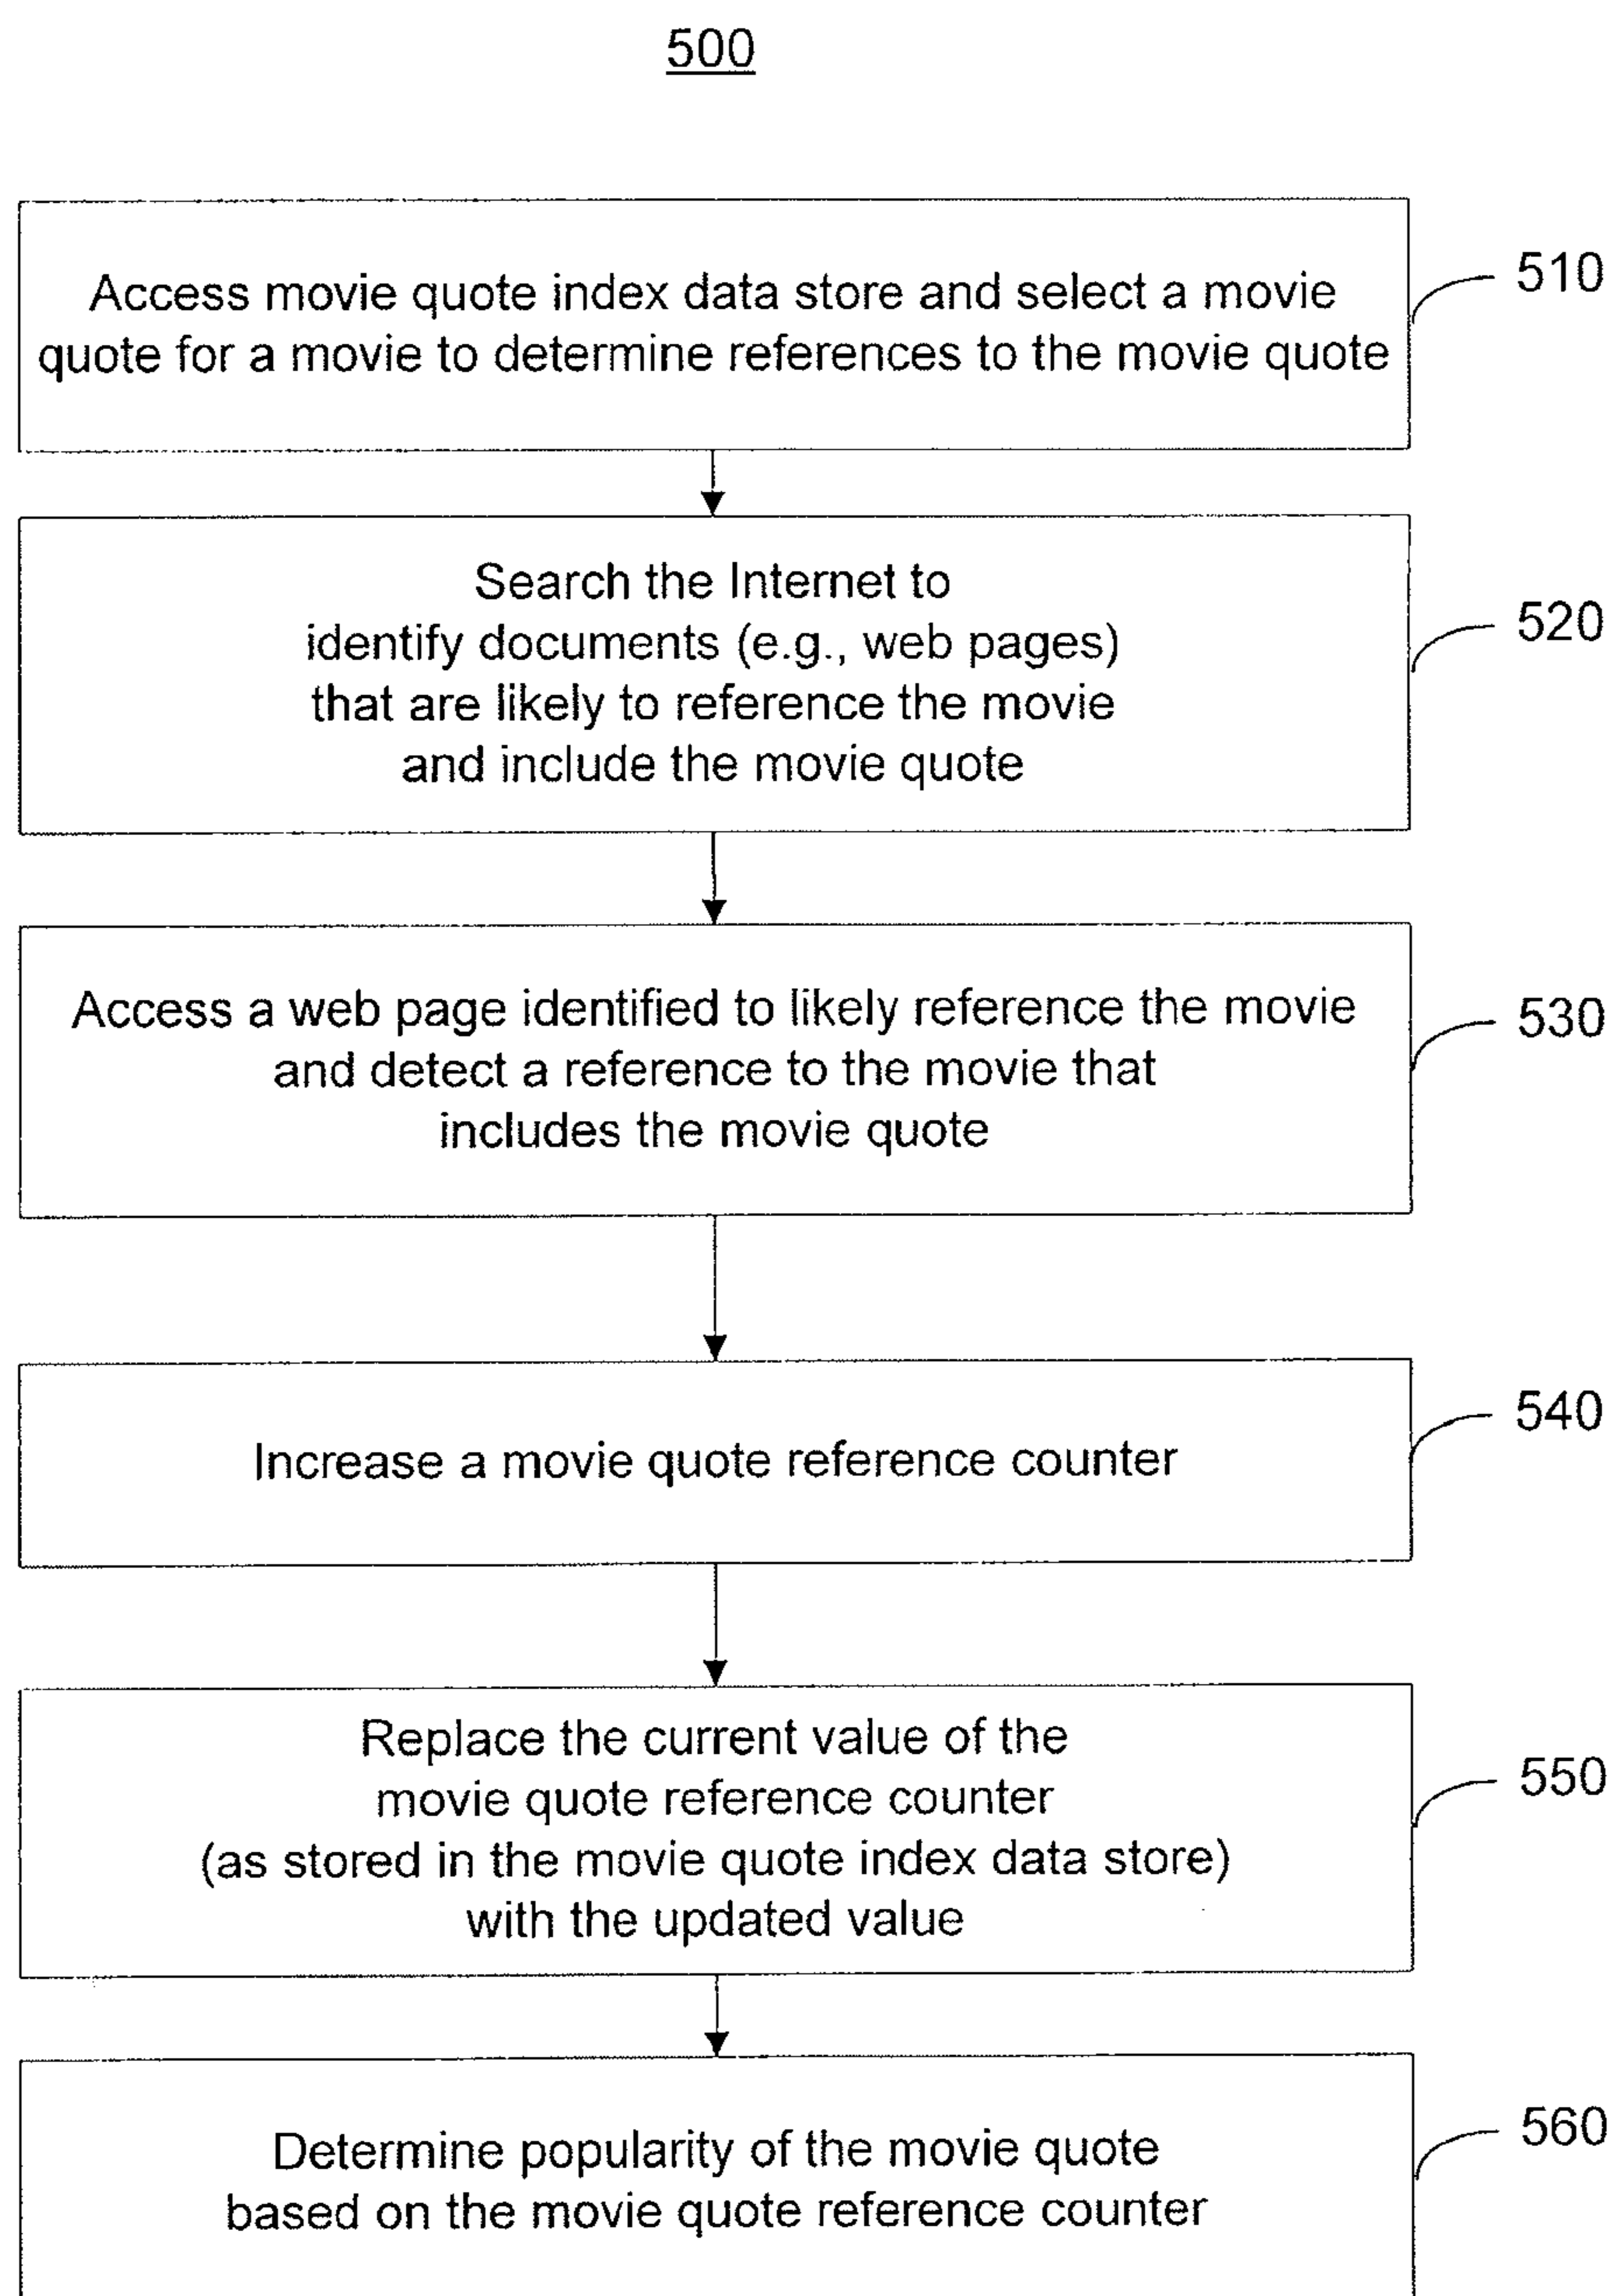 500
Access movie quote index data store and select a movie
quote for a movie to determine references to the movie quote
510
Search the Internet to
identify documents (e.g., web pages)
that are likely to reference the movie
and include the movie quote
520
Access a web page identified to likely reference the movie
and detect a reference to the movie that
includes the movie quote
530
Increase a movie quote reference counter
540
Replace the current value of the
movie quote reference counter
(as stored in the movie quote index data store)
with the updated value
550
Determine popularity of the movie quote
based on the movie quote reference counter
560